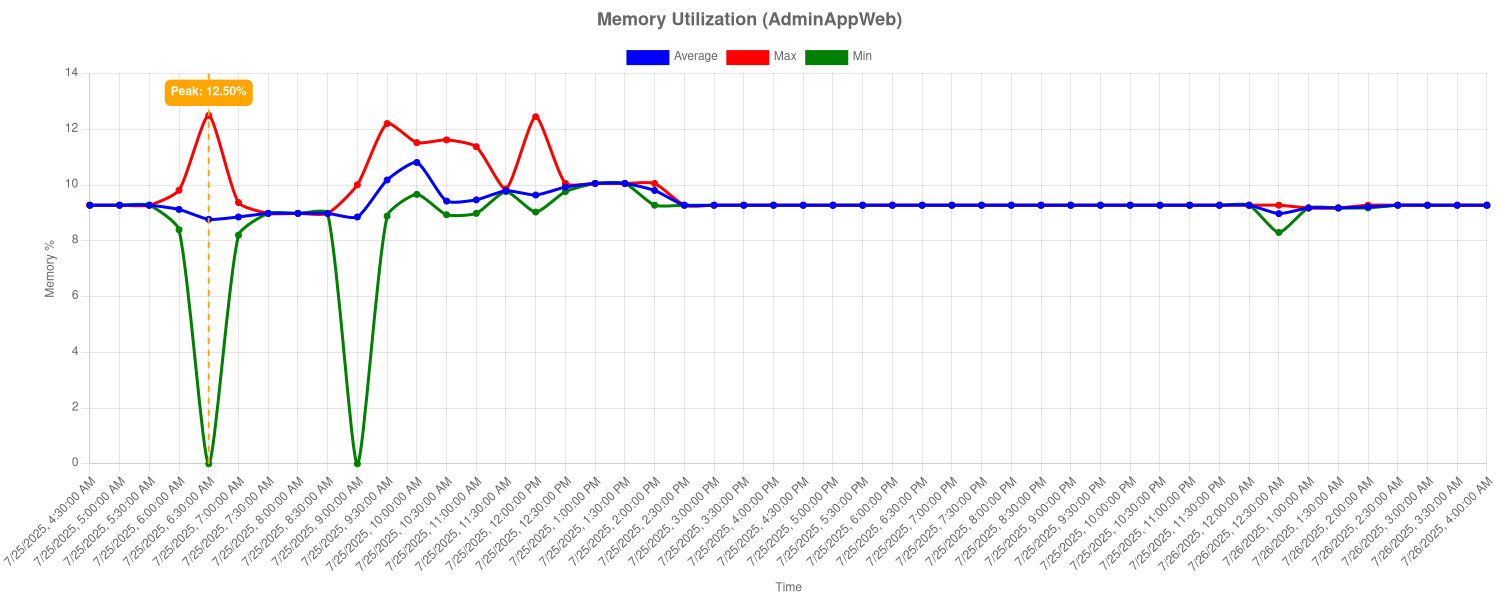 Memory Utilization (AdminAppWeb)
Average Max Min
14
Peak: 12.50%
12
10
8
Memory %
6
4
2
0
7/25/2025, 4:30:00 AM
7/25/2025, 5:00:00 AM
7/25/2025, 5:30:00 AM
7/25/2025, 6:00:00 AM
7/25/2025, 6:30:00 AM
7/25/2025, 7:00:00 AM
7/25/2025, 7:30:00 AM
7/25/2025, 8:00:00 AM
7/25/2025, 8:30:00 AM
7/25/2025, 9:00:00 AM
7/25/2025, 9:30:00 AM
7/25/2025, 10:00:00 AM
7/25/2025, 10:30:00 AM
7/25/2025, 11:00:00 AM
7/25/2025, 11:30:00 AM
7/25/2025, 12:00:00 PM
7/25/2025, 12:30:00 PM
7/25/2025, 1:00:00 PM
7/25/2025, 1:30:00 PM
7/25/2025, 2:00:00 PM
7/25/2025, 2:30:00 PM
7/25/2025, 3:00:00 PM
7/25/2025, 3:30:00 PM
7/25/2025, 4:00:00 PM
7/25/2025, 4:30:00 PM
7/25/2025, 5:00:00 PM
7/25/2025, 5:30:00 PM
7/25/2025, 6:00:00 PM
7/25/2025, 6:30:00 PM
7/25/2025, 7:00:00 PM
7/25/2025, 7:30:00 PM
7/25/2025, 8:00:00 PM
7/25/2025, 8:30:00 PM
7/25/2025, 9:00:00 PM
7/25/2025, 9:30:00 PM
7/25/2025, 10:00:00 PM
7/25/2025, 10:30:00 PM
7/25/2025, 11:00:00 PM
7/25/2025, 11:30:00 PM
7/26/2025, 12:00:00 AM
7/26/2025, 12:30:00 AM
7/26/2025, 1:00:00 AM
7/26/2025, 1:30:00 AM
7/26/2025, 2:00:00 AM
7/26/2025, 2:30:00 AM
7/26/2025, 3:00:00 AM
7/26/2025, 3:30:00 AM
7/26/2025, 4:00:00 AM
Time